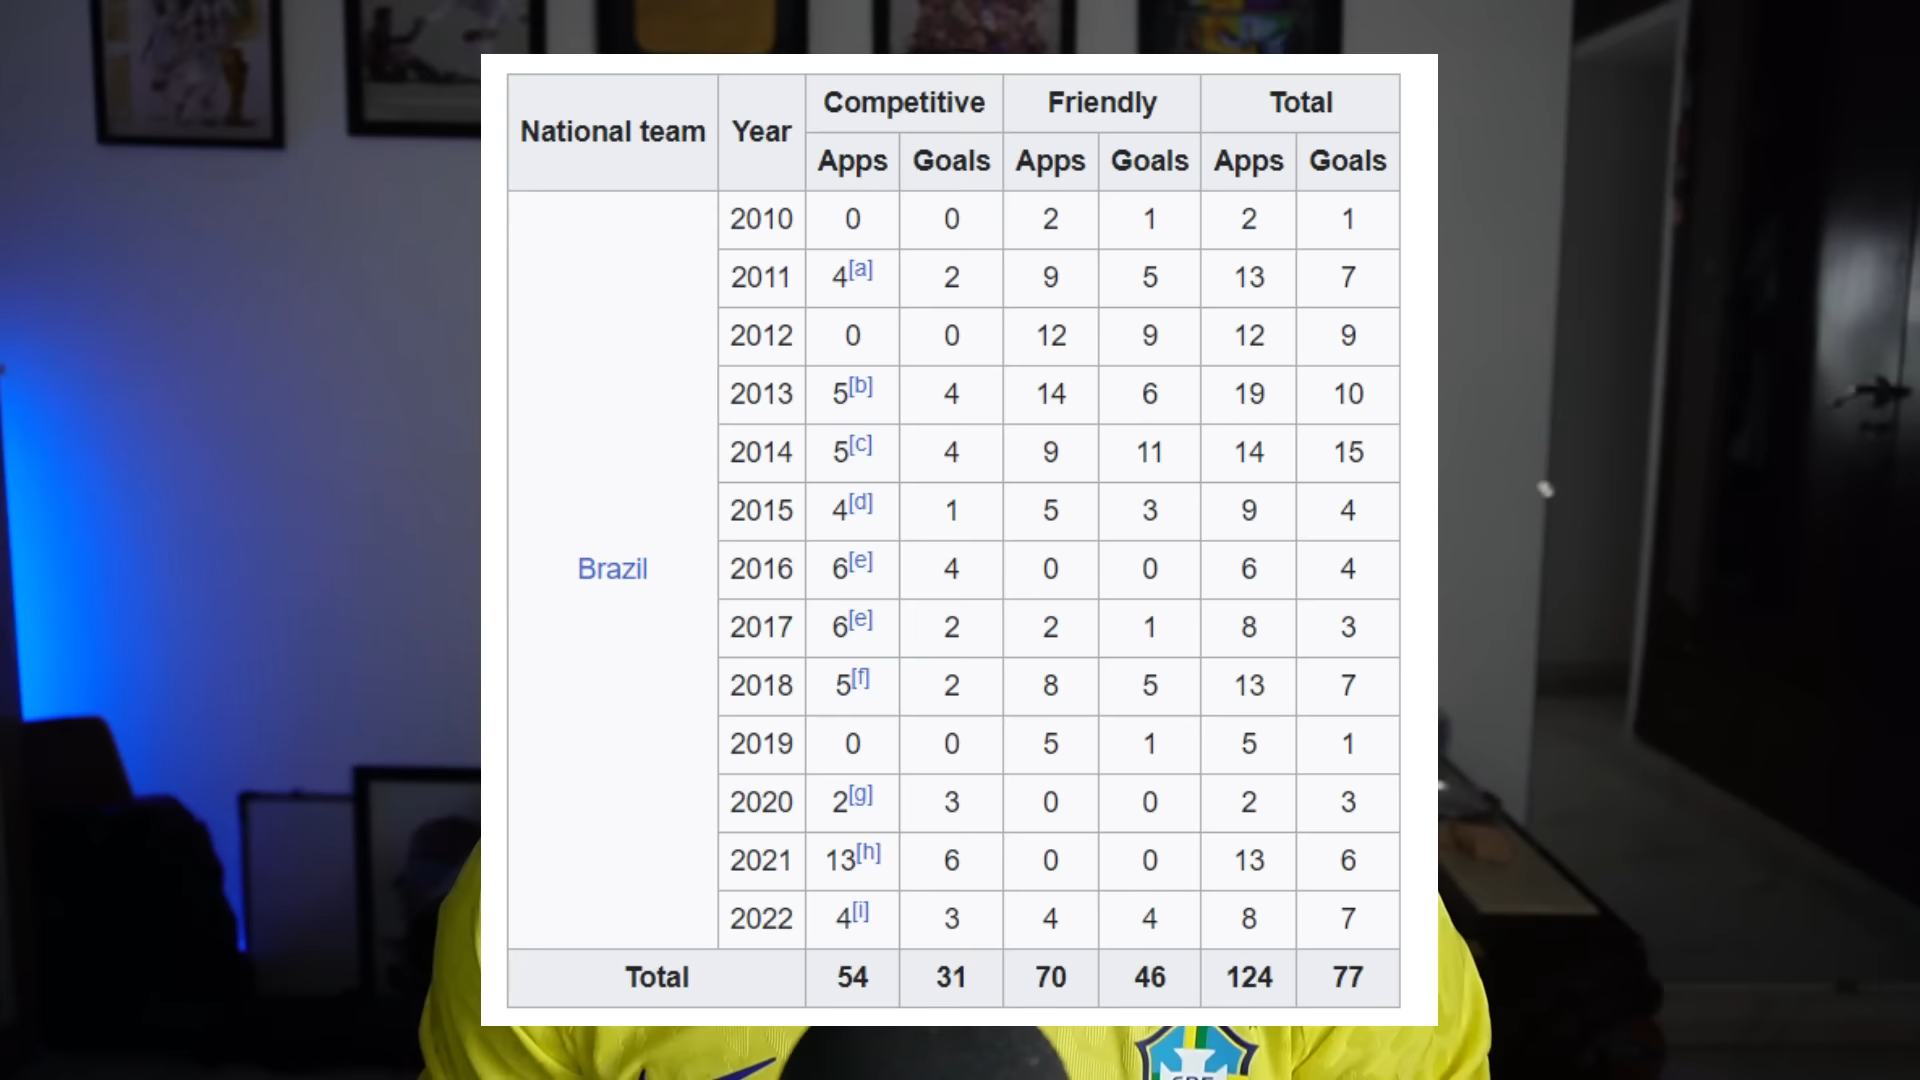 National team Year Competitive Friendly Total
Apps Goals Apps Goals Apps Goals
Brazil
2010 0 0 2 1 2 1
2011 4[a] 2 9 5 13 7
2012 0 0 12 9 12 9
2013 5[b] 4 14 6 19 10
2014 5[c] 4 9 11 14 15
2015 4[d] 1 5 3 9 4
2016 6[e] 4 0 0 6 4
2017 6[e] 2 2 1 8 3
2018 5[f] 2 8 5 13 7
2019 0 0 5 1 5 1
2020 2[g] 3 0 0 2 3
2021 13[h] 6 0 0 13 6
2022 4[i] 3 4 4 8 7
Total 54 31 70 46 124 77